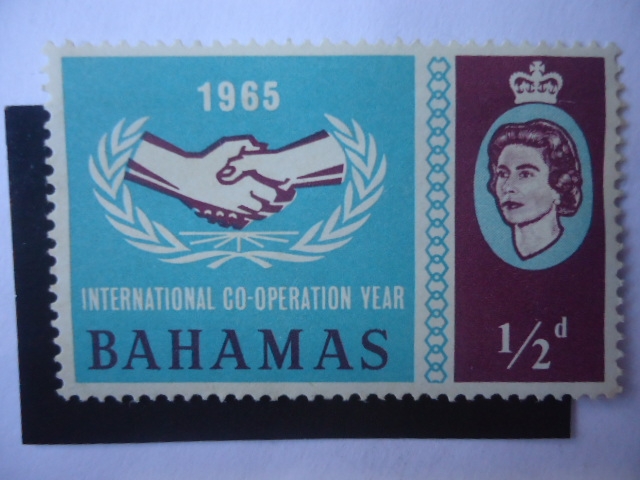 1965
INTERNATIONAL CO-OPERATION YEAR
BAHAMAS
1/2d